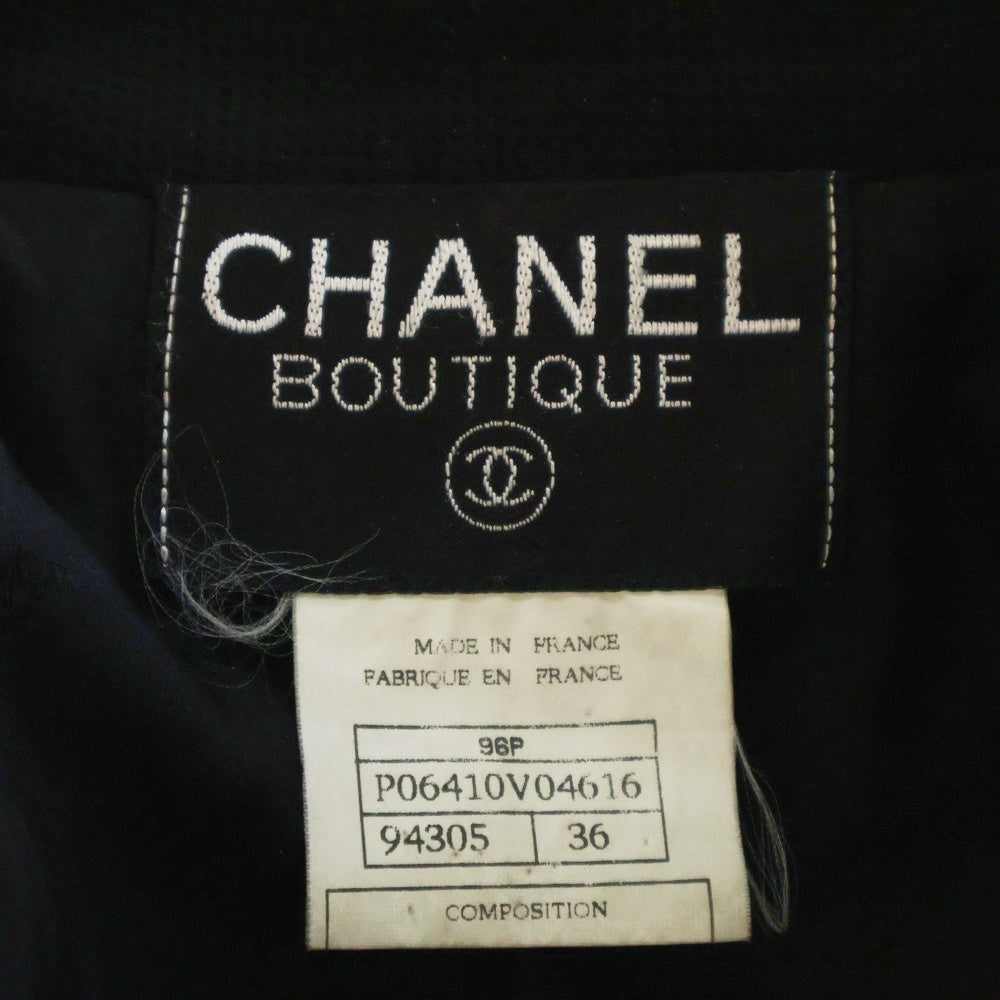 CHANEL
BOUTIQUE
MADE IN FRANCE
FABRIQUE EN FRANCE
96P
P06410V04616
94305 36
COMPOSITION